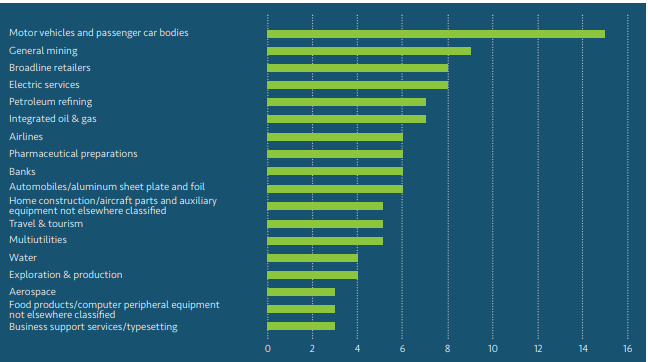 Motor vehicles and passenger car bodies
General mining
Broadline retailers
Electric services
Petroleum refining
Integrated oil & gas
Airlines
Pharmaceutical preparations
Banks
Automobiles/aluminum sheet plate and foil
Home construction/aircraft parts and auxiliary
equipment not elsewhere classified
Travel & tourism
Multiutilities
Water
Exploration & production
Aerospace
Food products/computer peripheral equipment
not elsewhere classified
Business support services/typesetting
0 2 4 6 8 10 12 14 16